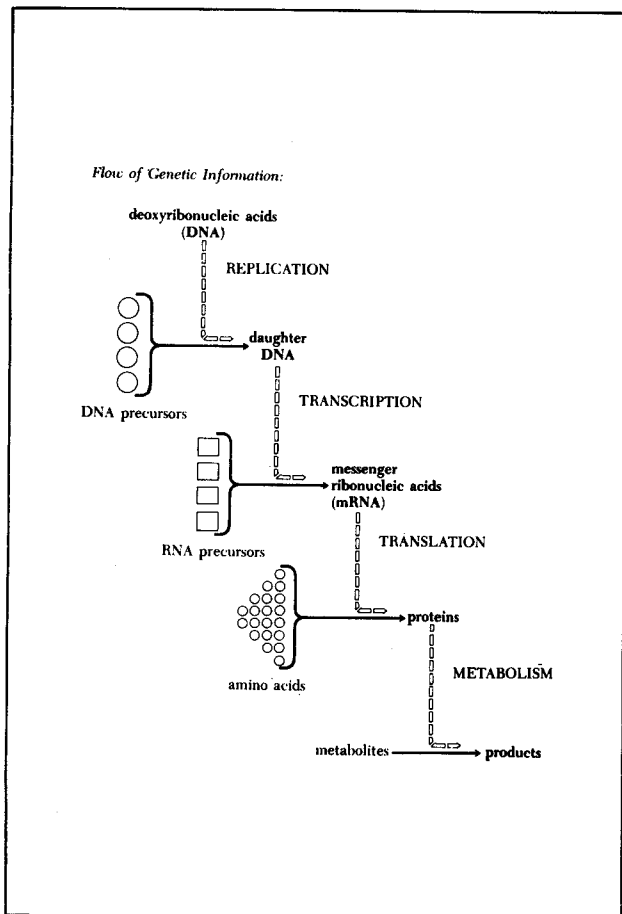 Flow of Genetic Information:
deoxyribonucleic acids
(DNA)
REPLICATION
daughter
DNA
DNA precursors
TRANSCRIPTION
messenger
ribonucleic acids
(mRNA)
RNA precursors
TRANSLATION
proteins
amino acids
METABOLISM
metabolites
products